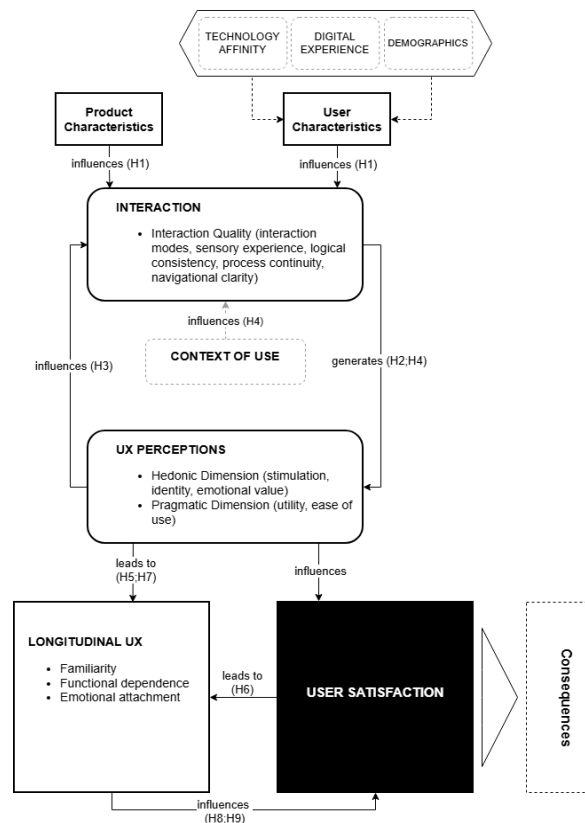 TECHNOLOGY
AFFINITY
DIGITAL
EXPERIENCE
DEMOGRAPHICS
Product
Characteristics
User
Characteristics
influences (H1)
influences (H1)
INTERACTION
• Interaction Quality (interaction
modes, sensory experience, logical
consistency, process continuity,
navigational clarity)
influences (H4)
CONTEXT OF USE
influences (H3)
generates (H2;H4)
UX PERCEPTIONS
• Hedonic Dimension (stimulation,
identity, emotional value)
• Pragmatic Dimension (utility, ease of
use)
leads to
(H5;H7)
influences
LONGITUDINAL UX
• Familiarity
• Functional dependence
• Emotional attachment
leads to
(H6)
USER SATISFACTION
Consequences
influences
(H8;H9)